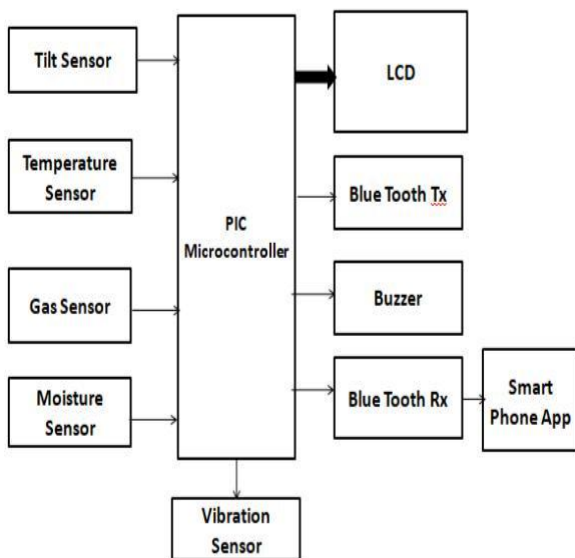 Tilt Sensor
Temperature
Sensor
Gas Sensor
Moisture
Sensor
PIC
Microcontroller
LCD
Blue Tooth Tx
Buzzer
Blue Tooth Rx
Smart
Phone App
Vibration
Sensor